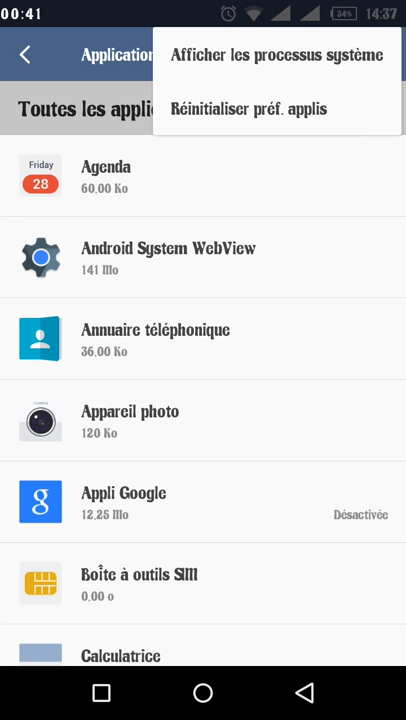 00:41
34%
14:37
Application
Afficher les processus système
Réinitialiser préf. applis
Toutes les appli
Friday
28
Agenda
60,00 Ko
Android System WebView
141 Mo
Annuaire téléphonique
36,00 Ko
Appareil photo
120 Ko
g
Appli Google
12,25 Mo
Désactivée
Boîte à outils SIM
0,00 o
Calculatrice